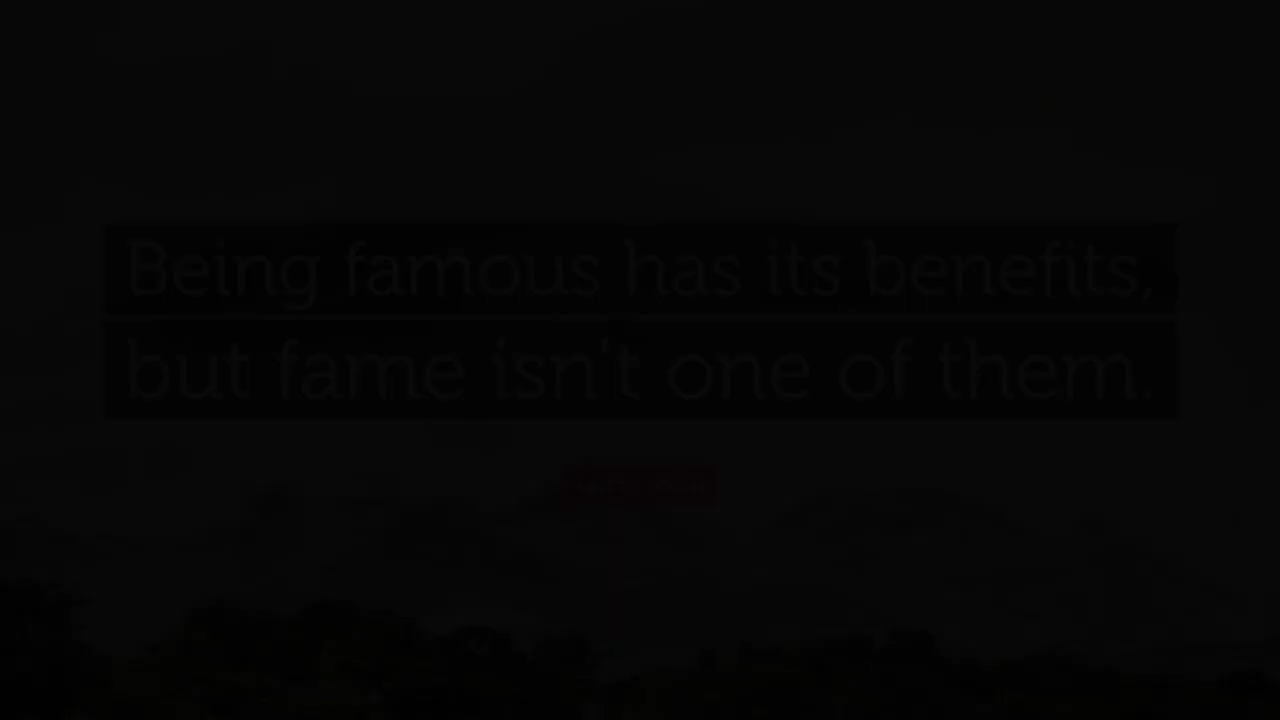 Being famous has its benefits,
but fame isn't one of them.